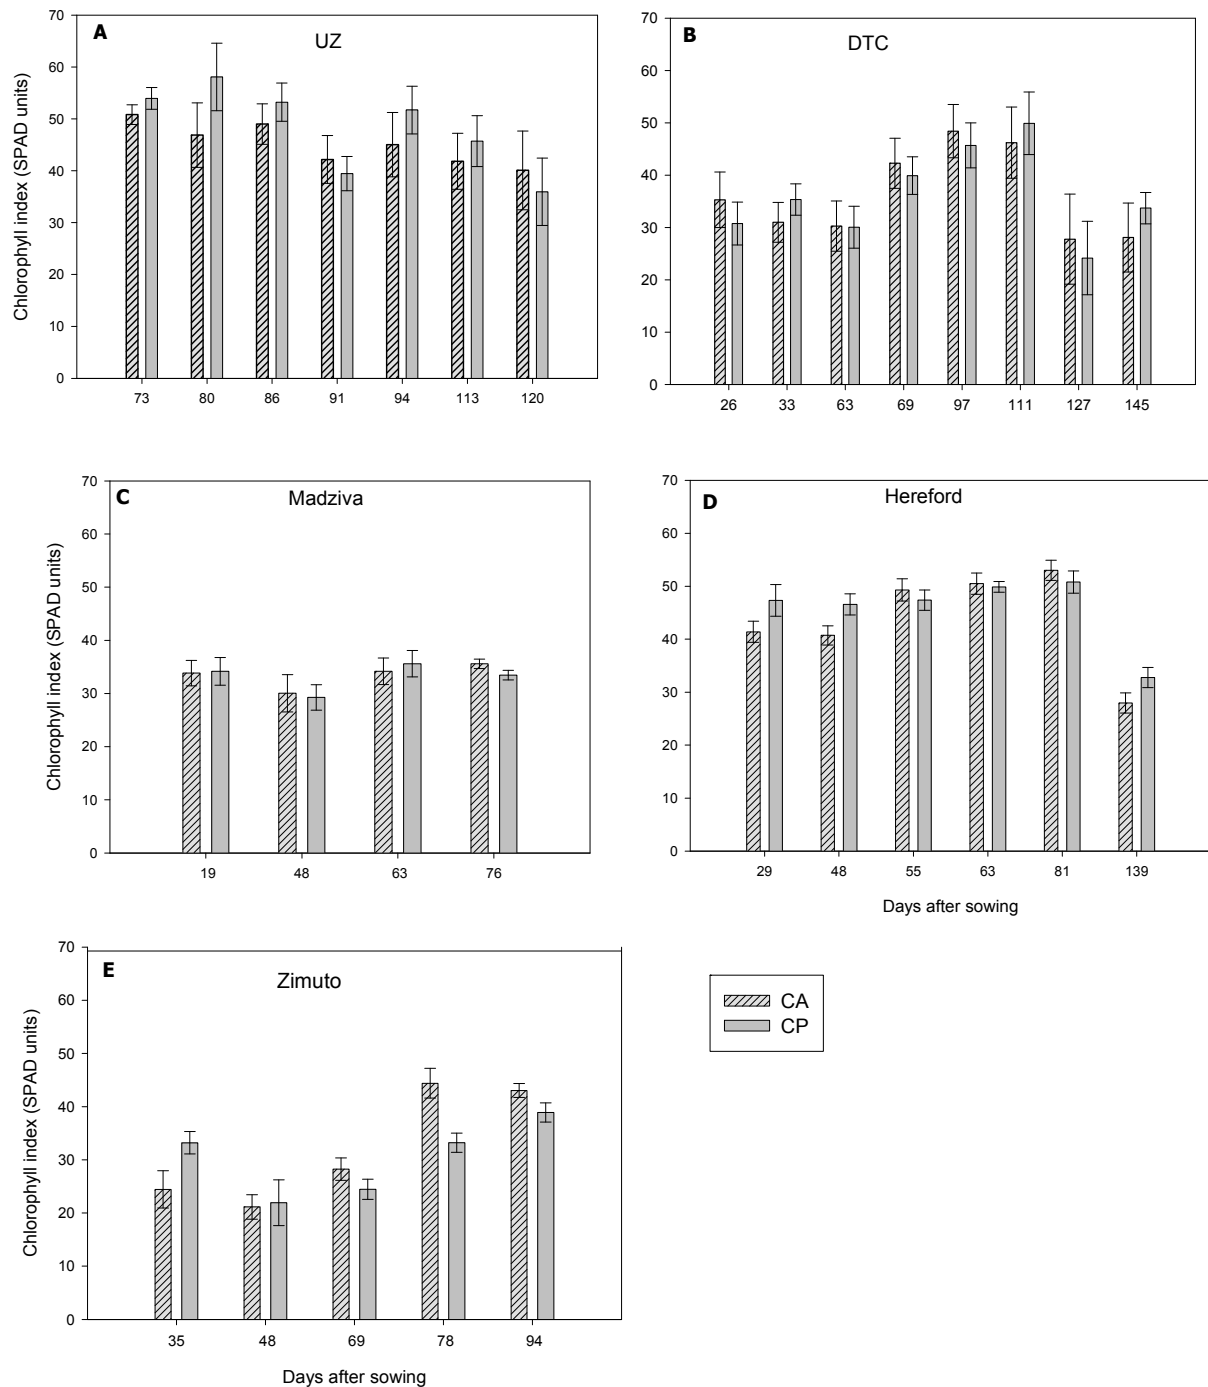 A
UZ
Chlorophyll index (SPAD units)
70
60
50
40
30
20
10
0
73 80 86 91 94 113 120
B
DTC
70
60
50
40
30
20
10
0
26 33 63 69 97 111 127 145
C
Madziva
Chlorophyll index (SPAD units)
70
60
50
40
30
20
10
0
19 48 63 76
D
Hereford
70
60
50
40
30
20
10
0
29 48 55 63 81 139
Days after sowing
E
Zimuto
Chlorophyll index (SPAD units)
70
60
50
40
30
20
10
0
35 48 69 78 94
Days after sowing
CA
CP